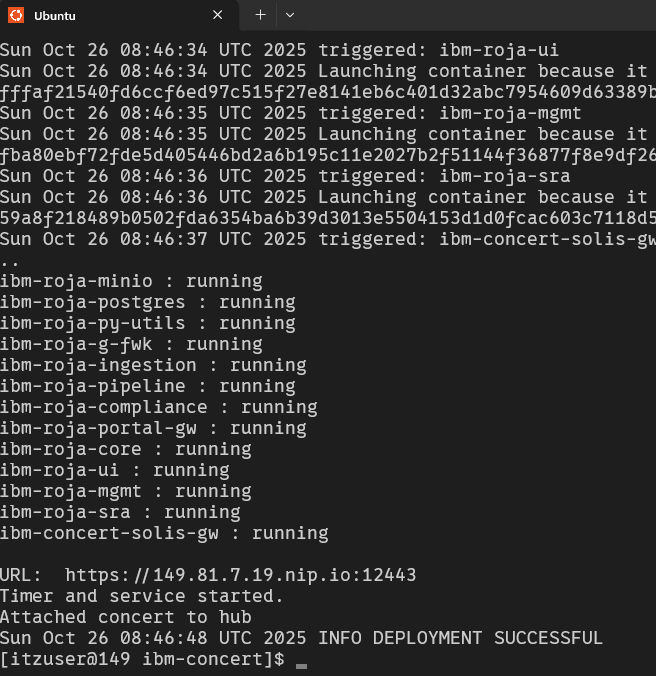 Ubuntu
Sun Oct 26 08:46:34 UTC 2025 triggered: ibm-roja-ui
Sun Oct 26 08:46:34 UTC 2025 Launching container because it
fffaf21540fd6ccf6ed97c515f27e8141eb6c401d32abc7954609d63389b
Sun Oct 26 08:46:35 UTC 2025 triggered: ibm-roja-mgmt
Sun Oct 26 08:46:35 UTC 2025 Launching container because it
fba80ebf72fde5d405446bd2a6b195c11e2027b2f51144f36877f8e9df26
Sun Oct 26 08:46:36 UTC 2025 triggered: ibm-roja-sra
Sun Oct 26 08:46:36 UTC 2025 Launching container because it
59a8f218489b0502fda6354ba6b39d3013e5504153d1d0fcac603c7118d5
Sun Oct 26 08:46:37 UTC 2025 triggered: ibm-concert-solis-gw
..
ibm-roja-minio : running
ibm-roja-postgres : running
ibm-roja-py-utils : running
ibm-roja-g-fwk : running
ibm-roja-ingestion : running
ibm-roja-pipeline : running
ibm-roja-compliance : running
ibm-roja-portal-gw : running
ibm-roja-core : running
ibm-roja-ui : running
ibm-roja-mgmt : running
ibm-roja-sra : running
ibm-concert-solis-gw : running
URL:  https://149.81.7.19.nip.io:12443
Timer and service started.
Attached concert to hub
Sun Oct 26 08:46:48 UTC 2025 INFO DEPLOYMENT SUCCESSFUL
[itzuser@149 ibm-concert]$ _